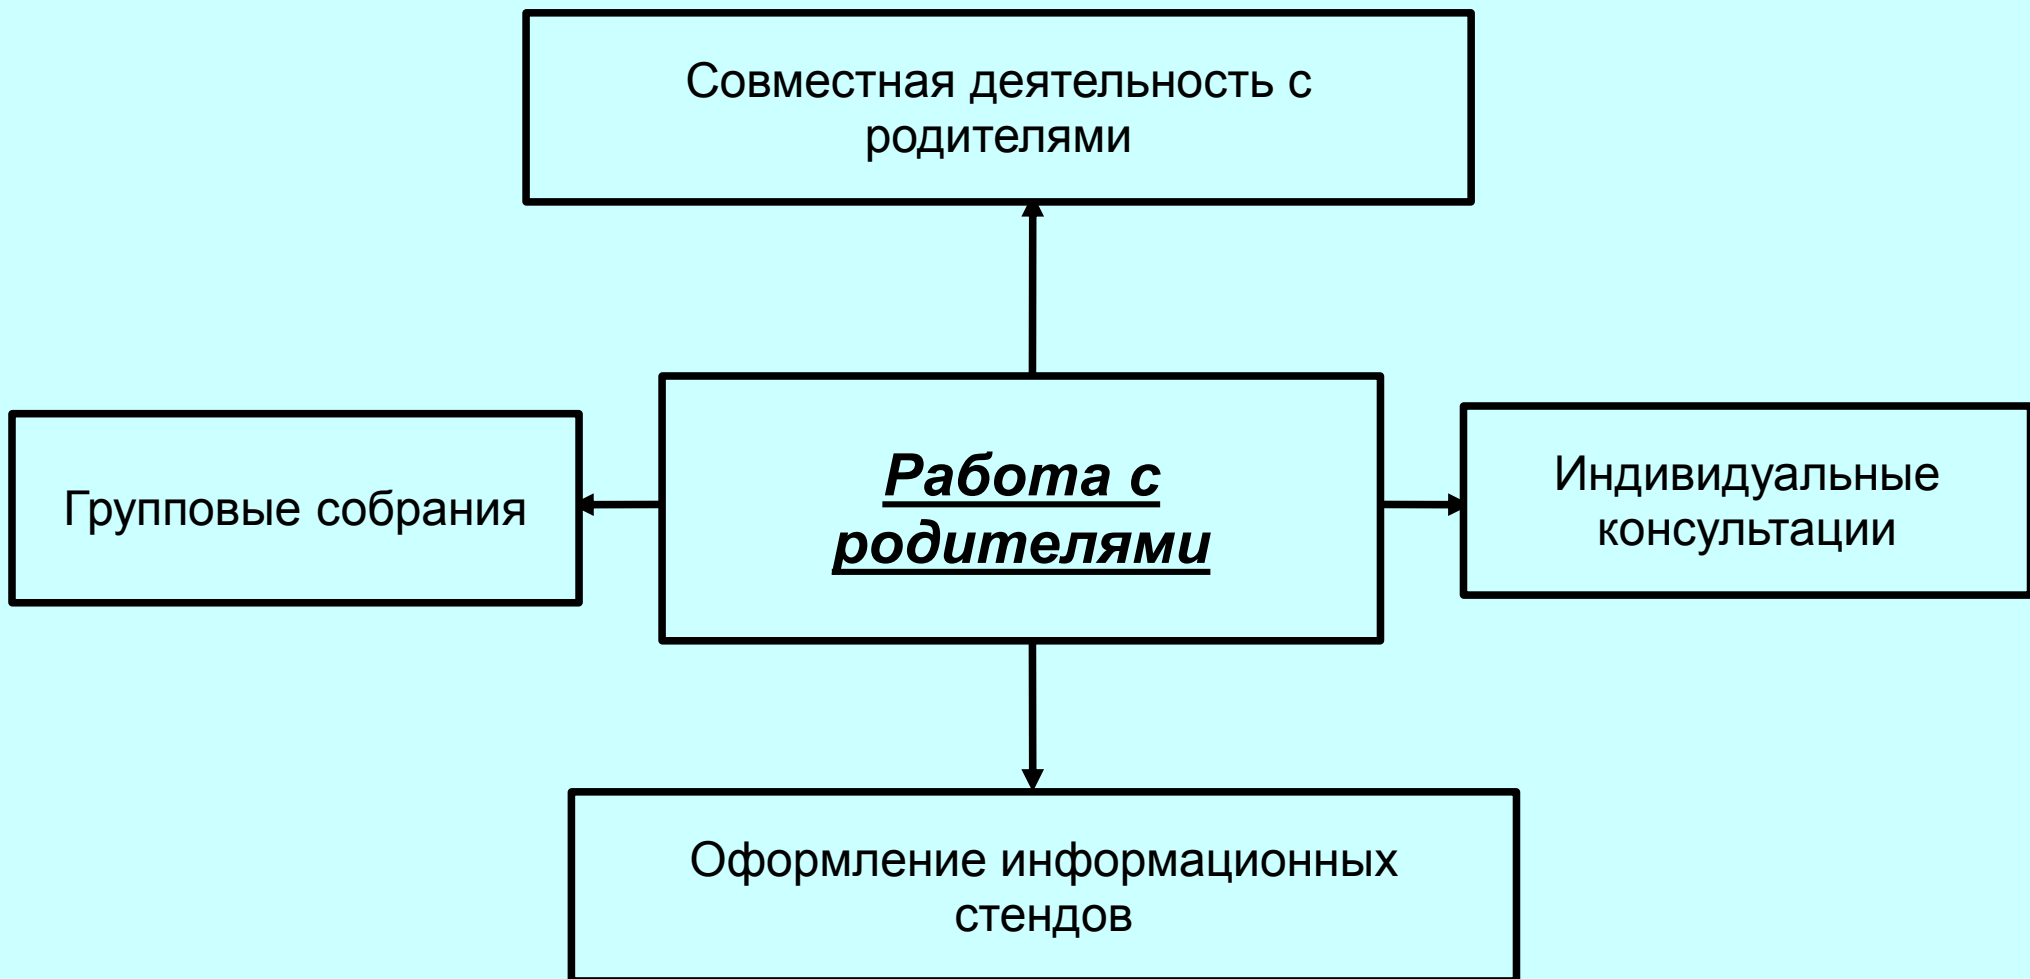 Совместная деятельность с
родителями
Групповые собрания
Работа с
родителями
Индивидуальные
консультации
Оформление информационных
стендов